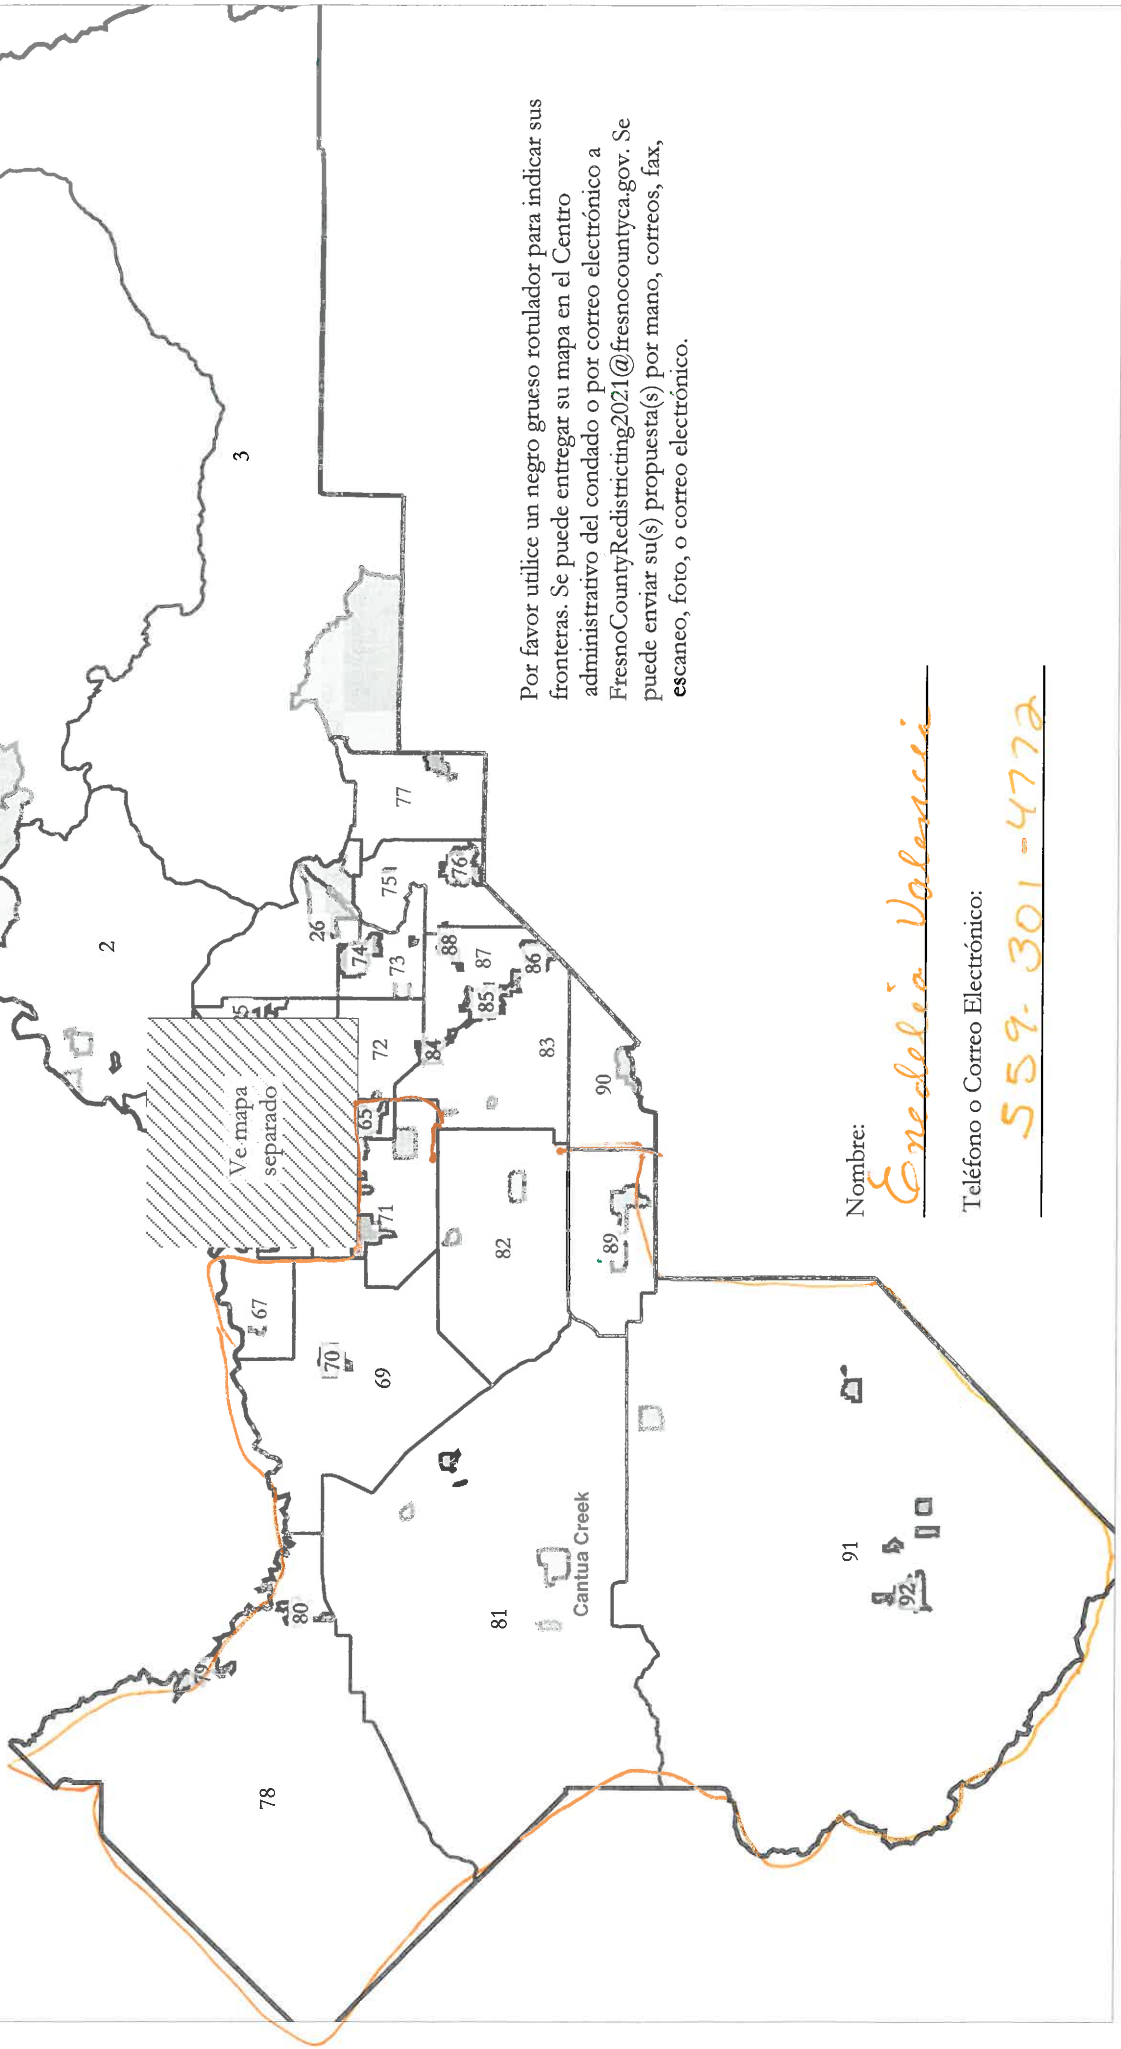 3
2
26
77
75
76
74
73
88
87
86
85
84
83
72
65
90
Ve mapa
separado
71
82
89
67
70
69
Cantua Creek
81
80
79
78
91
92
Por favor utilice un negro grueso rotulador para indicar sus
fronteras. Se puede entregar su mapa en el Centro
administrativo del condado o por correo electrónico a
FresnoCountyRedistricting2021@fresnocountyca.gov. Se
puede enviar su(s) propuesta(s) por mano, correos, fax,
escaneo, foto, o correo electrónico.
Nombre:
Enedelia Valencia
Teléfono o Correo Electrónico:
559-301-4772